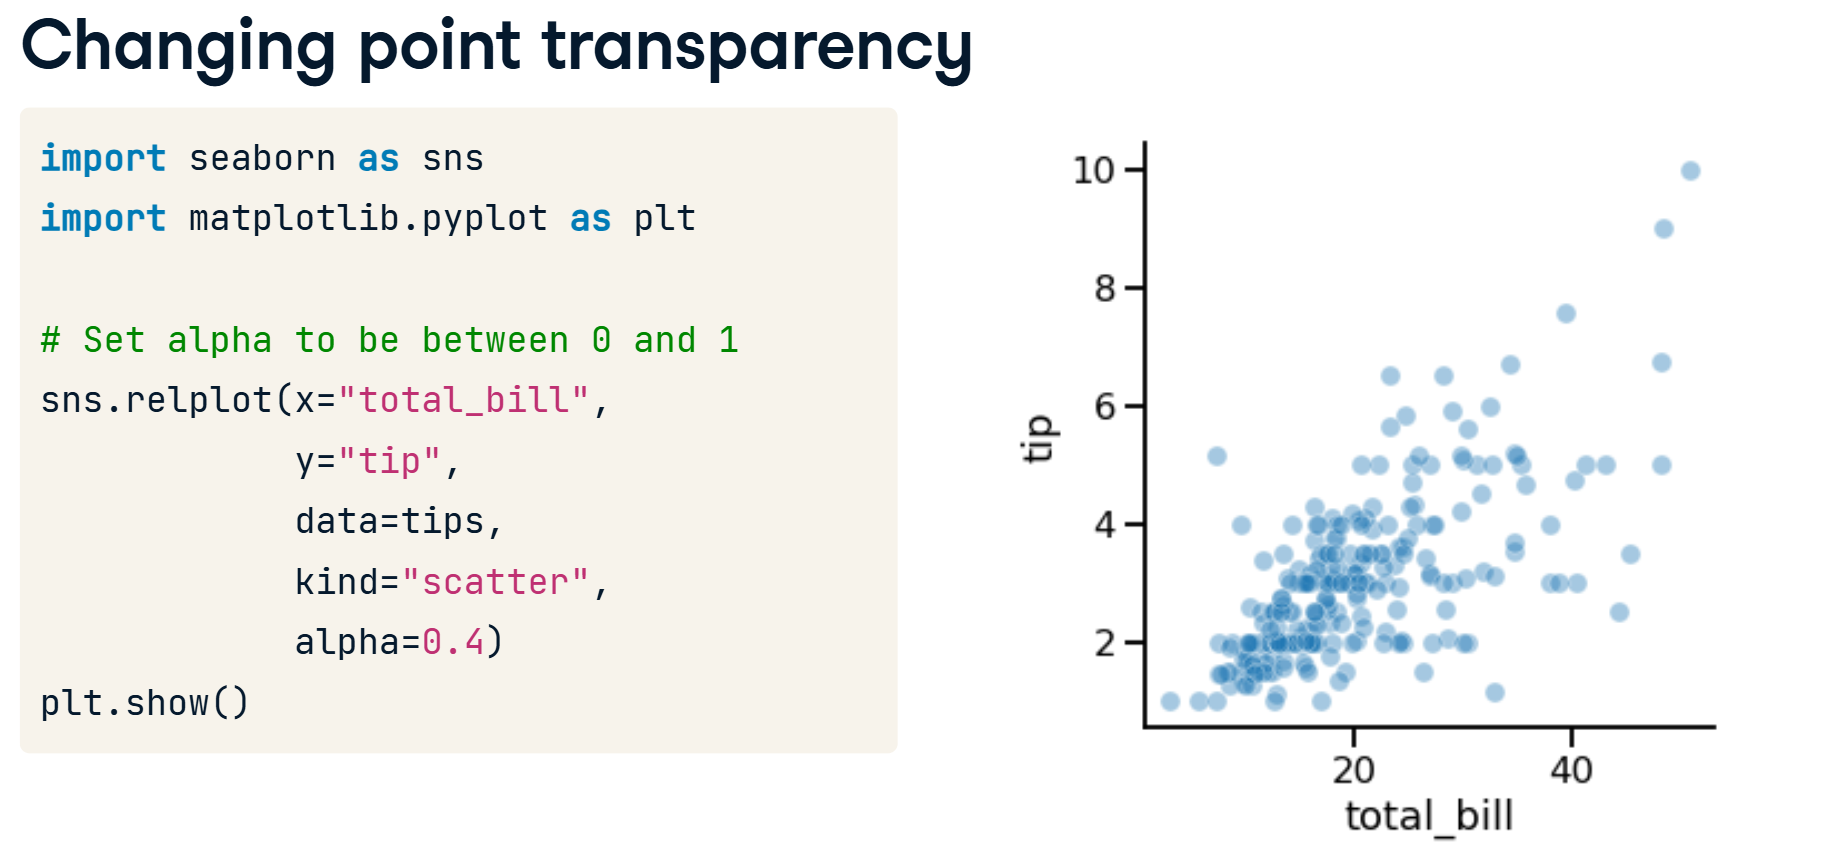 Changing point transparency
import seaborn as sns
import matplotlib.pyplot as plt
# Set alpha to be between 0 and 1
sns.relplot(x="total_bill",
            y="tip",
            data=tips,
            kind="scatter",
            alpha=0.4)
plt.show()
10
8
6
4
2
tip
20 40
total_bill